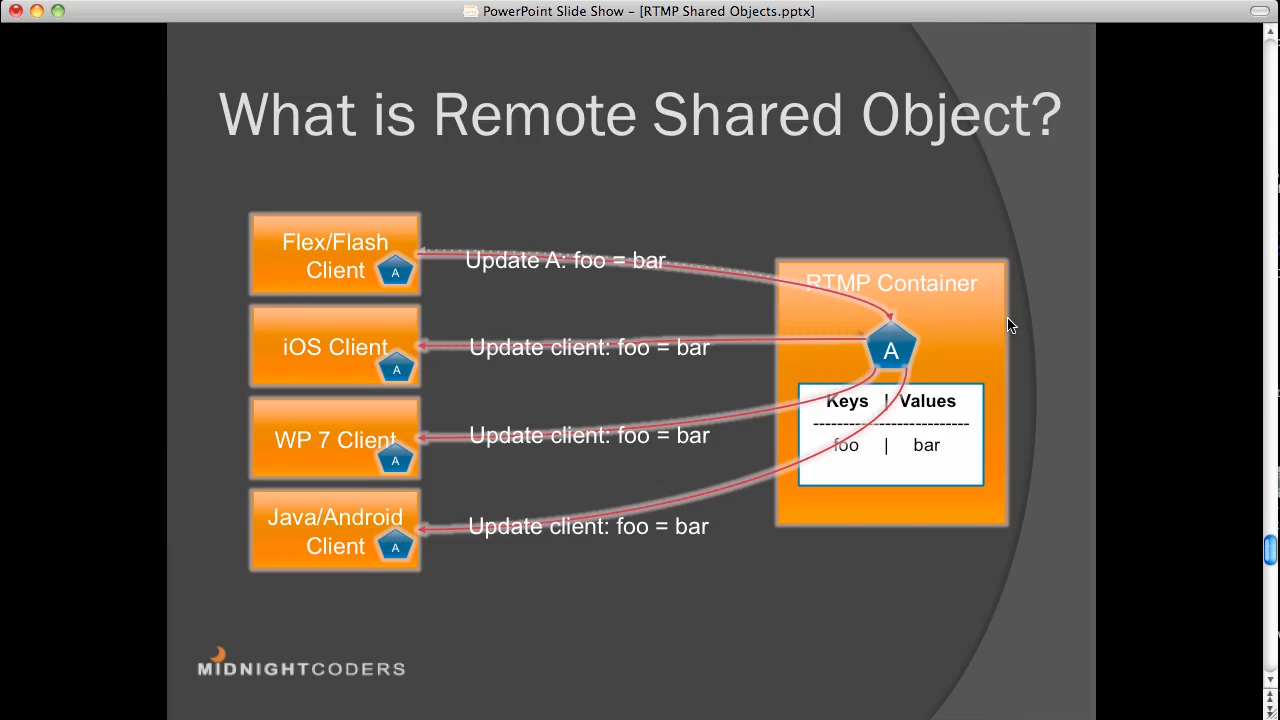 PowerPoint Slide Show – [RTMP Shared Objects.pptx]
What is Remote Shared Object?
Flex/Flash
Client
A
Update A: foo = bar
RTMP Container
iOS Client
A
Update client: foo = bar
A
Keys | Values
--------------------------
foo | bar
WP 7 Client
A
Update client: foo = bar
Java/Android
Client
A
Update client: foo = bar
MIDNIGHTCODERS